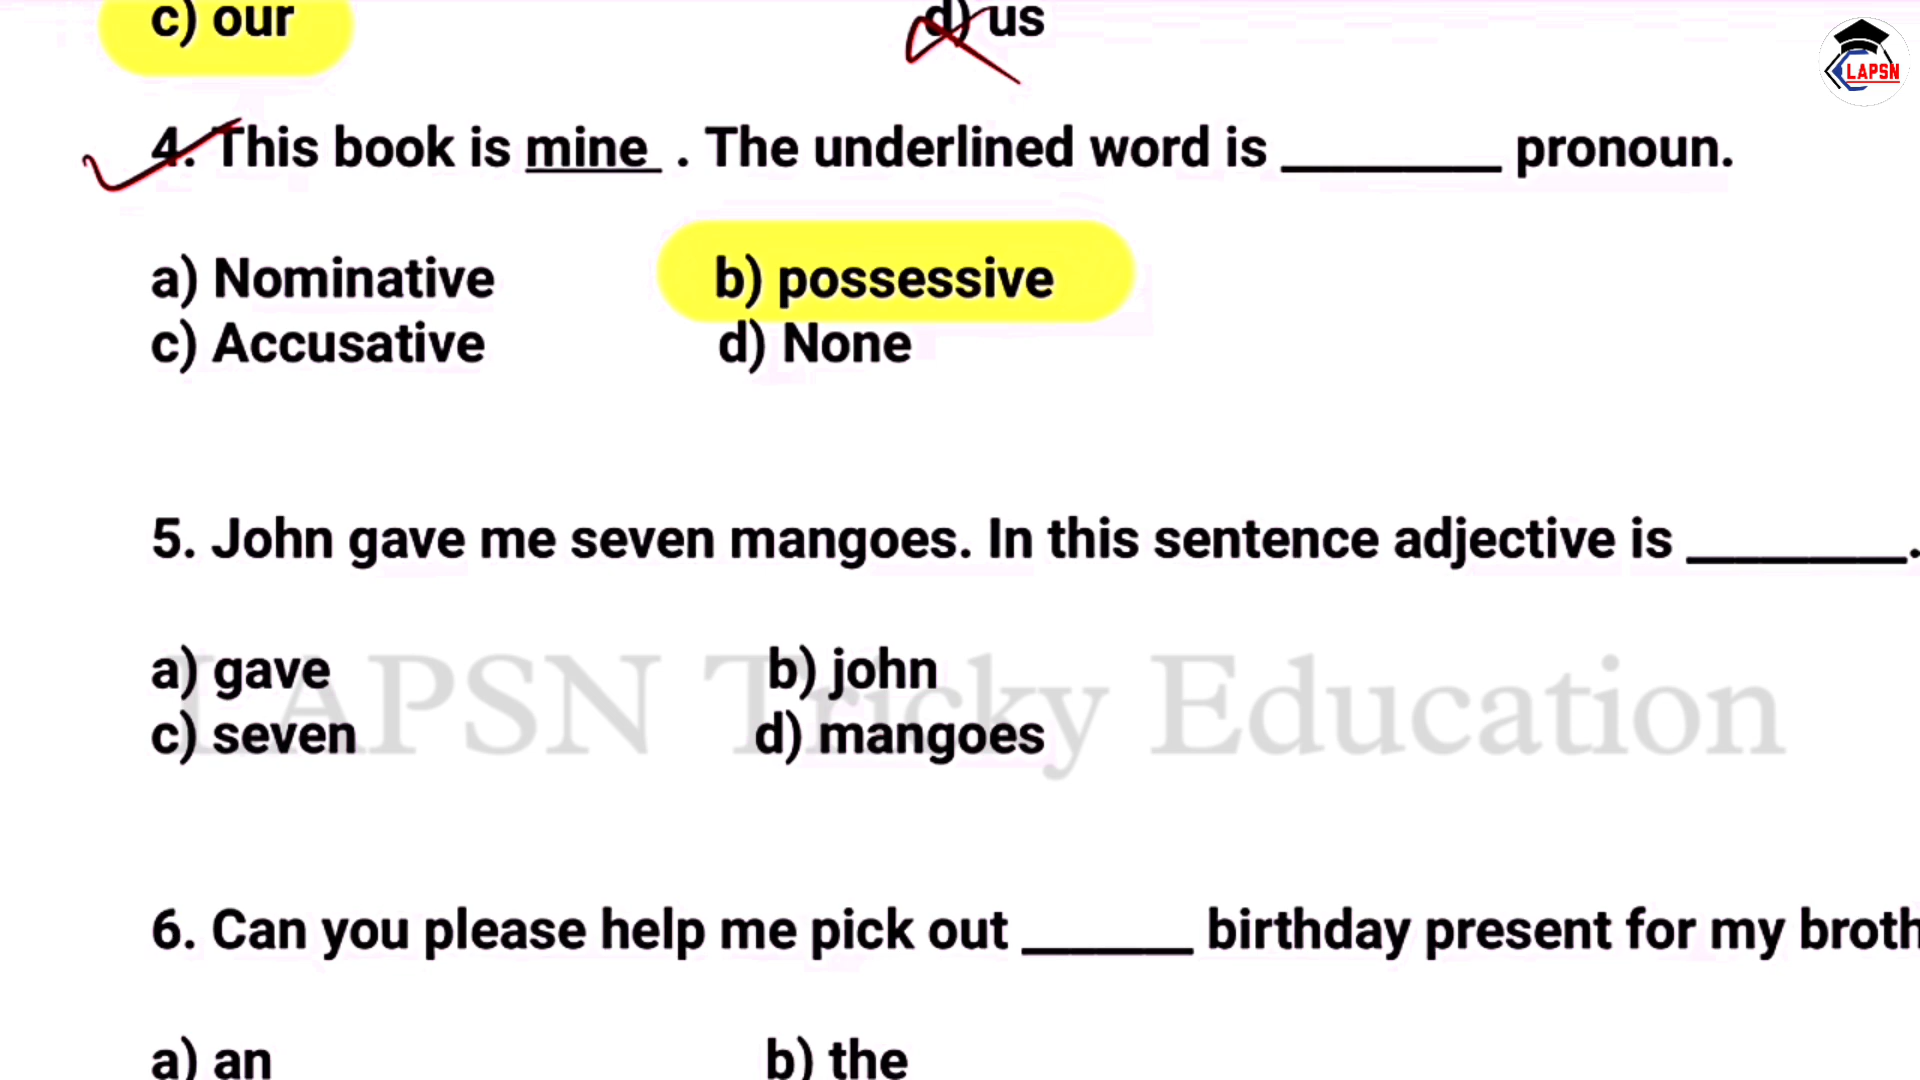 c) our d) us
LAPSN
4. This book is mine . The underlined word is ________ pronoun.
a) Nominative b) possessive
c) Accusative d) None
5. John gave me seven mangoes. In this sentence adjective is ________.
a) gave b) john
c) seven d) mangoes
LAPSN Tricky Education
6. Can you please help me pick out ______ birthday present for my broth
a) an b) the